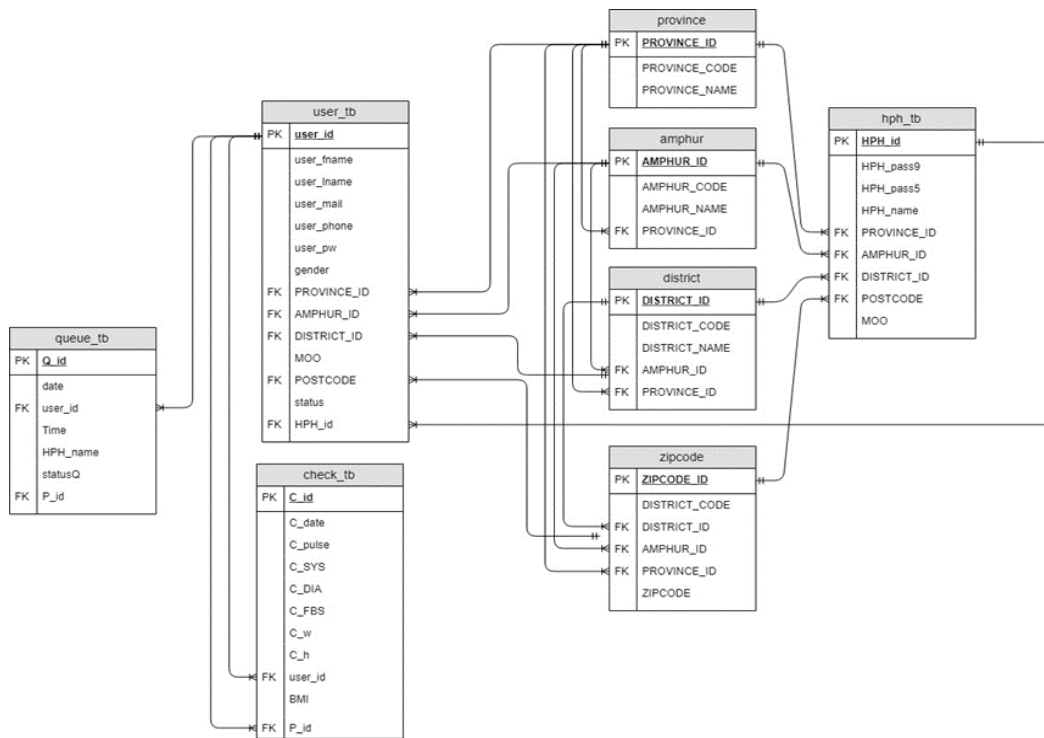 province
PK PROVINCE_ID
PROVINCE_CODE
PROVINCE_NAME
user_tb
PK user_id
user_fname
user_lname
user_mail
user_phone
user_pw
gender
FK PROVINCE_ID
FK AMPHUR_ID
FK DISTRICT_ID
MOO
FK POSTCODE
status
FK HPH_id
amphur
PK AMPHUR_ID
AMPHUR_CODE
AMPHUR_NAME
FK PROVINCE_ID
hph_tb
PK HPH_id
HPH_pass9
HPH_pass5
HPH_name
FK PROVINCE_ID
FK AMPHUR_ID
FK DISTRICT_ID
FK POSTCODE
MOO
district
PK DISTRICT_ID
DISTRICT_CODE
DISTRICT_NAME
FK AMPHUR_ID
FK PROVINCE_ID
queue_tb
PK Q_id
date
FK user_id
Time
HPH_name
statusQ
FK P_id
check_tb
PK C_id
C_date
C_pulse
C_SYS
C_DIA
C_FBS
C_w
C_h
FK user_id
BMI
FK P_id
zipcode
PK ZIPCODE_ID
DISTRICT_CODE
FK DISTRICT_ID
FK AMPHUR_ID
FK PROVINCE_ID
ZIPCODE